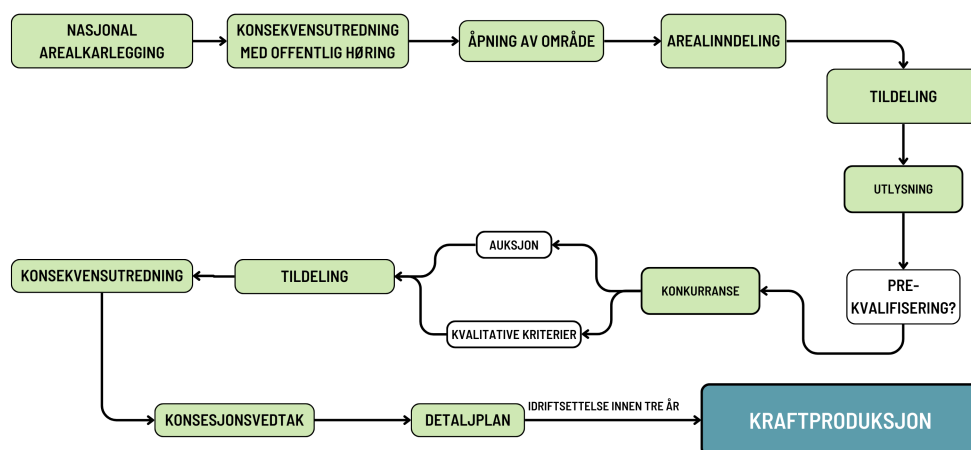 NASJONAL
AREALKARLEGGING
KONSEKVENSUTREDNING
MED OFFENTLIG HØRING
ÅPNING AV OMRÅDE
AREALINNDELING
TILDELING
UTLYSNING
PRE-
KVALIFISERING?
KONKURRANSE
AUKSJON
KVALITATIVE KRITERIER
TILDELING
KONSEKVENSUTREDNING
KONSESJONSVEDTAK
DETALJPLAN
IDRIFTSETTELSE INNEN TRE ÅR
KRAFTPRODUKSJON